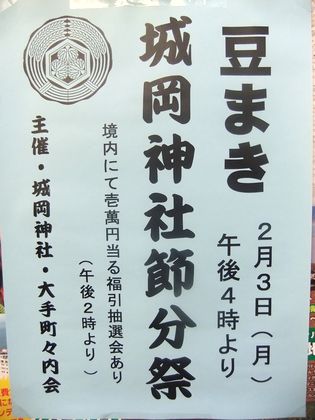 豆まき
2月3日(月)
午後4時より
城岡神社節分祭
境内にて壱萬円当る福引抽選会あり
(午後2時より)
主催・城岡神社・大手町々内会